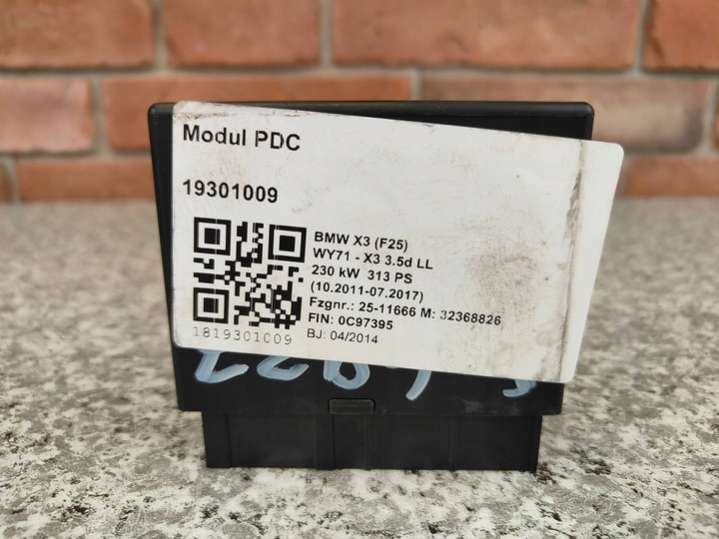 Modul PDC
19301009
BMW X3 (F25)
WY71 - X3 3.5d LL
230 kW 313 PS
(10.2011-07.2017)
Fzgnr.: 25-11666 M: 32368826
FIN: 0C97395
BJ: 04/2014
1819301009